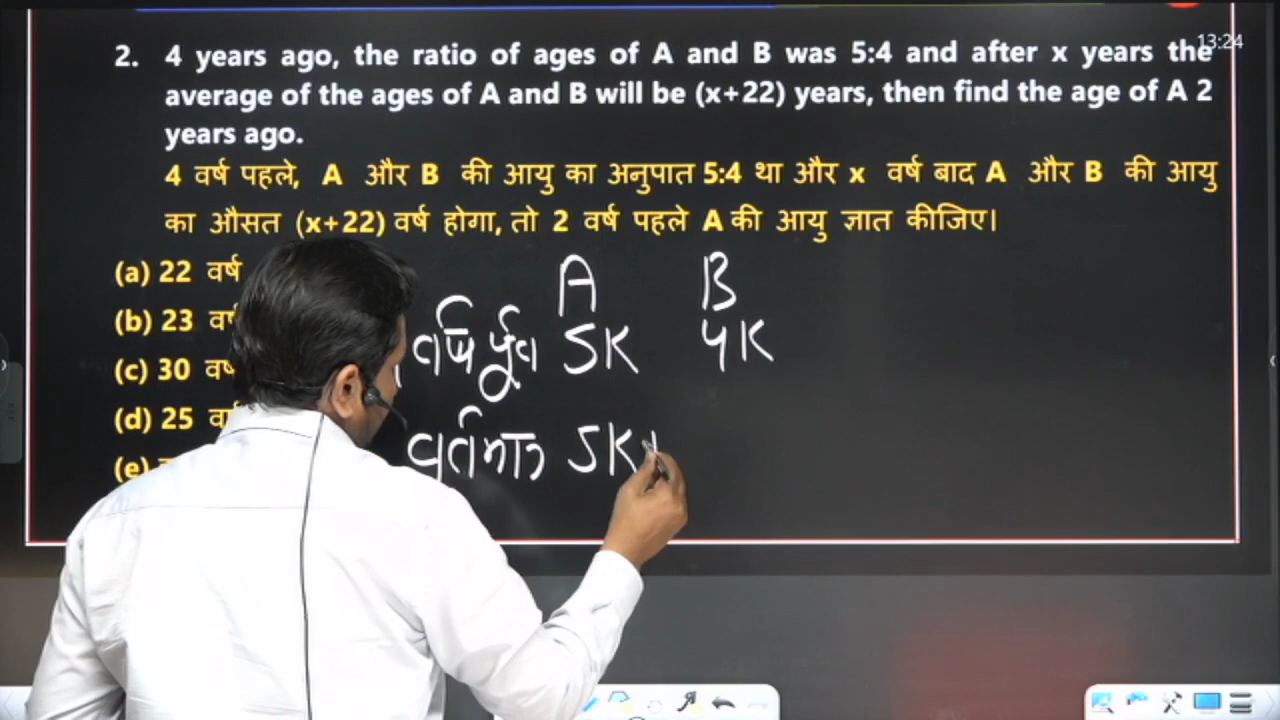 13:24
2. 4 years ago, the ratio of ages of A and B was 5:4 and after x years the
average of the ages of A and B will be (x+22) years, then find the age of A 2
years ago.
4 वर्ष पहले, A और B की आयु का अनुपात 5:4 था और x वर्ष बाद A और B की आयु
का औसत (x+22) वर्ष होगा, तो 2 वर्ष पहले A की आयु ज्ञात कीजिए।
(a) 22 वर्ष
(b) 23
(c) 30
(d) 25
(e)
A B
वर्ष पूर्व 5K 4K
वर्तमान 5K